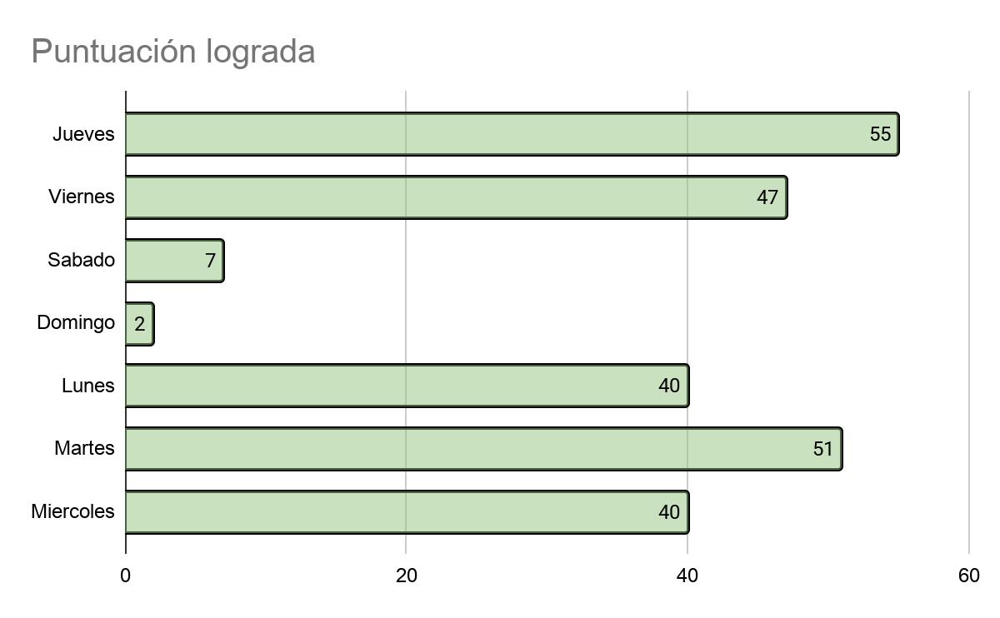 Puntuación lograda
Jueves 55
Viernes 47
Sabado 7
Domingo 2
Lunes 40
Martes 51
Miercoles 40
0 20 40 60